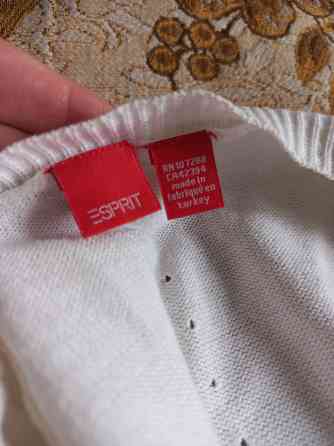 ESPRIT
RN 107288
CA42394
made in
fabriqué en
turkey